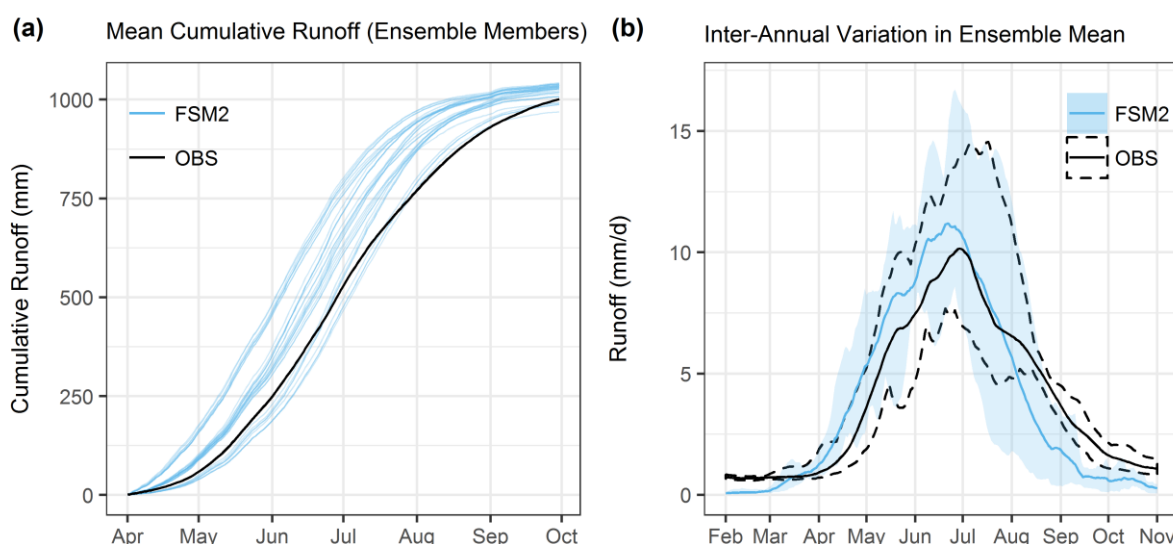 (a) Mean Cumulative Runoff (Ensemble Members)
Cumulative Runoff (mm)
1000
750
500
250
0
FSM2
OBS
Apr May Jun Jul Aug Sep Oct
(b) Inter-Annual Variation in Ensemble Mean
Runoff (mm/d)
15
10
5
0
FSM2
OBS
Feb Mar Apr May Jun Jul Aug Sep Oct Nov